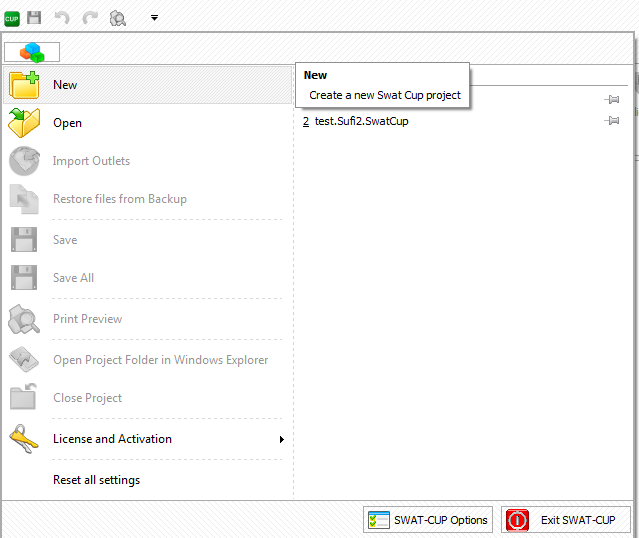 CUP
New
New
Create a new Swat Cup project
Open
2 test.Sufi2.SwatCup
Import Outlets
Restore files from Backup
Save
Save All
Print Preview
Open Project Folder in Windows Explorer
Close Project
License and Activation
Reset all settings
SWAT-CUP Options
Exit SWAT-CUP